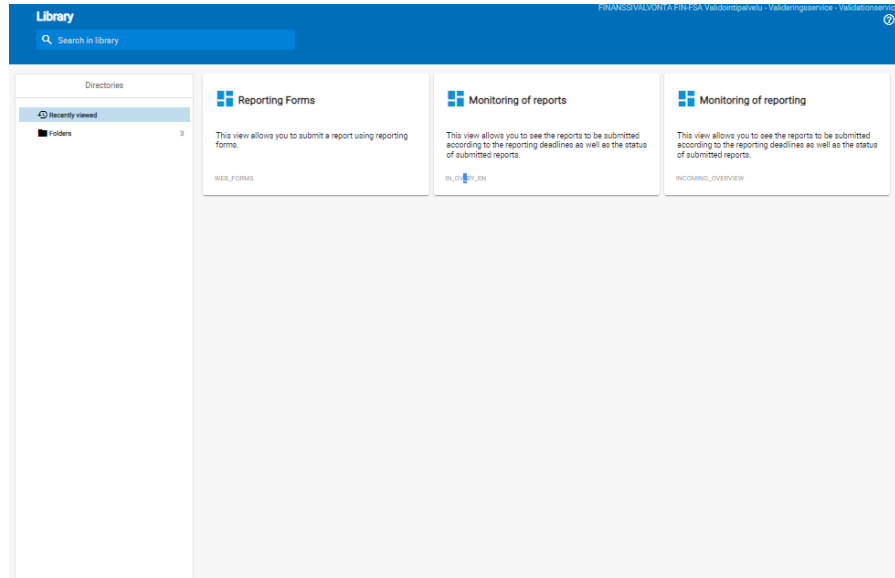 Library
FINANSSIVALVONTA FIN-FSA Validointipalvelu - Valideringsservice - Validationservic
Search in library
Directories
Recently viewed
Folders 3
Reporting Forms
This view allows you to submit a report using reporting
forms.
WEB_FORMS
Monitoring of reports
This view allows you to see the reports to be submitted
according to the reporting deadlines as well as the status
of submitted reports.
Monitoring of reporting
This view allows you to see the reports to be submitted
according to the reporting deadlines as well as the status
of submitted reports.
INCOMING_OVERVIEW